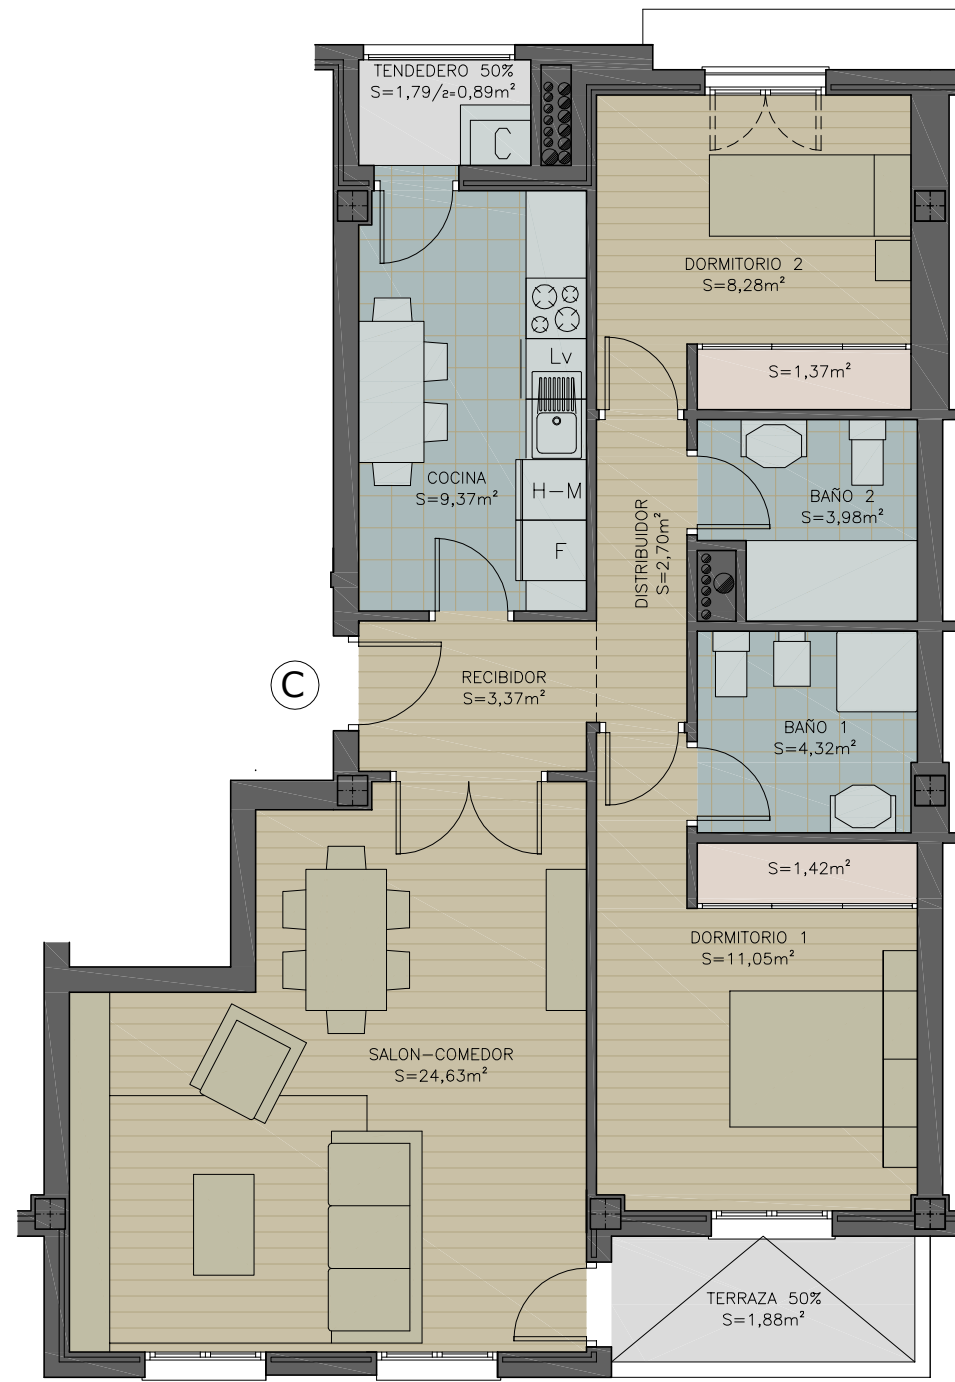 TENDEDERO 50%
S=1,79/2=0,89m²
C
DORMITORIO 2
S=8,28m²
S=1,37m²
Lv
COCINA
S=9,37m²
H-M
F
BAÑO 2
S=3,98m²
DISTRIBUIDOR
S=2,70m²
C
RECIBIDOR
S=3,37m²
BAÑO 1
S=4,32m²
S=1,42m²
DORMITORIO 1
S=11,05m²
SALON-COMEDOR
S=24,63m²
TERRAZA 50%
S=1,88m²